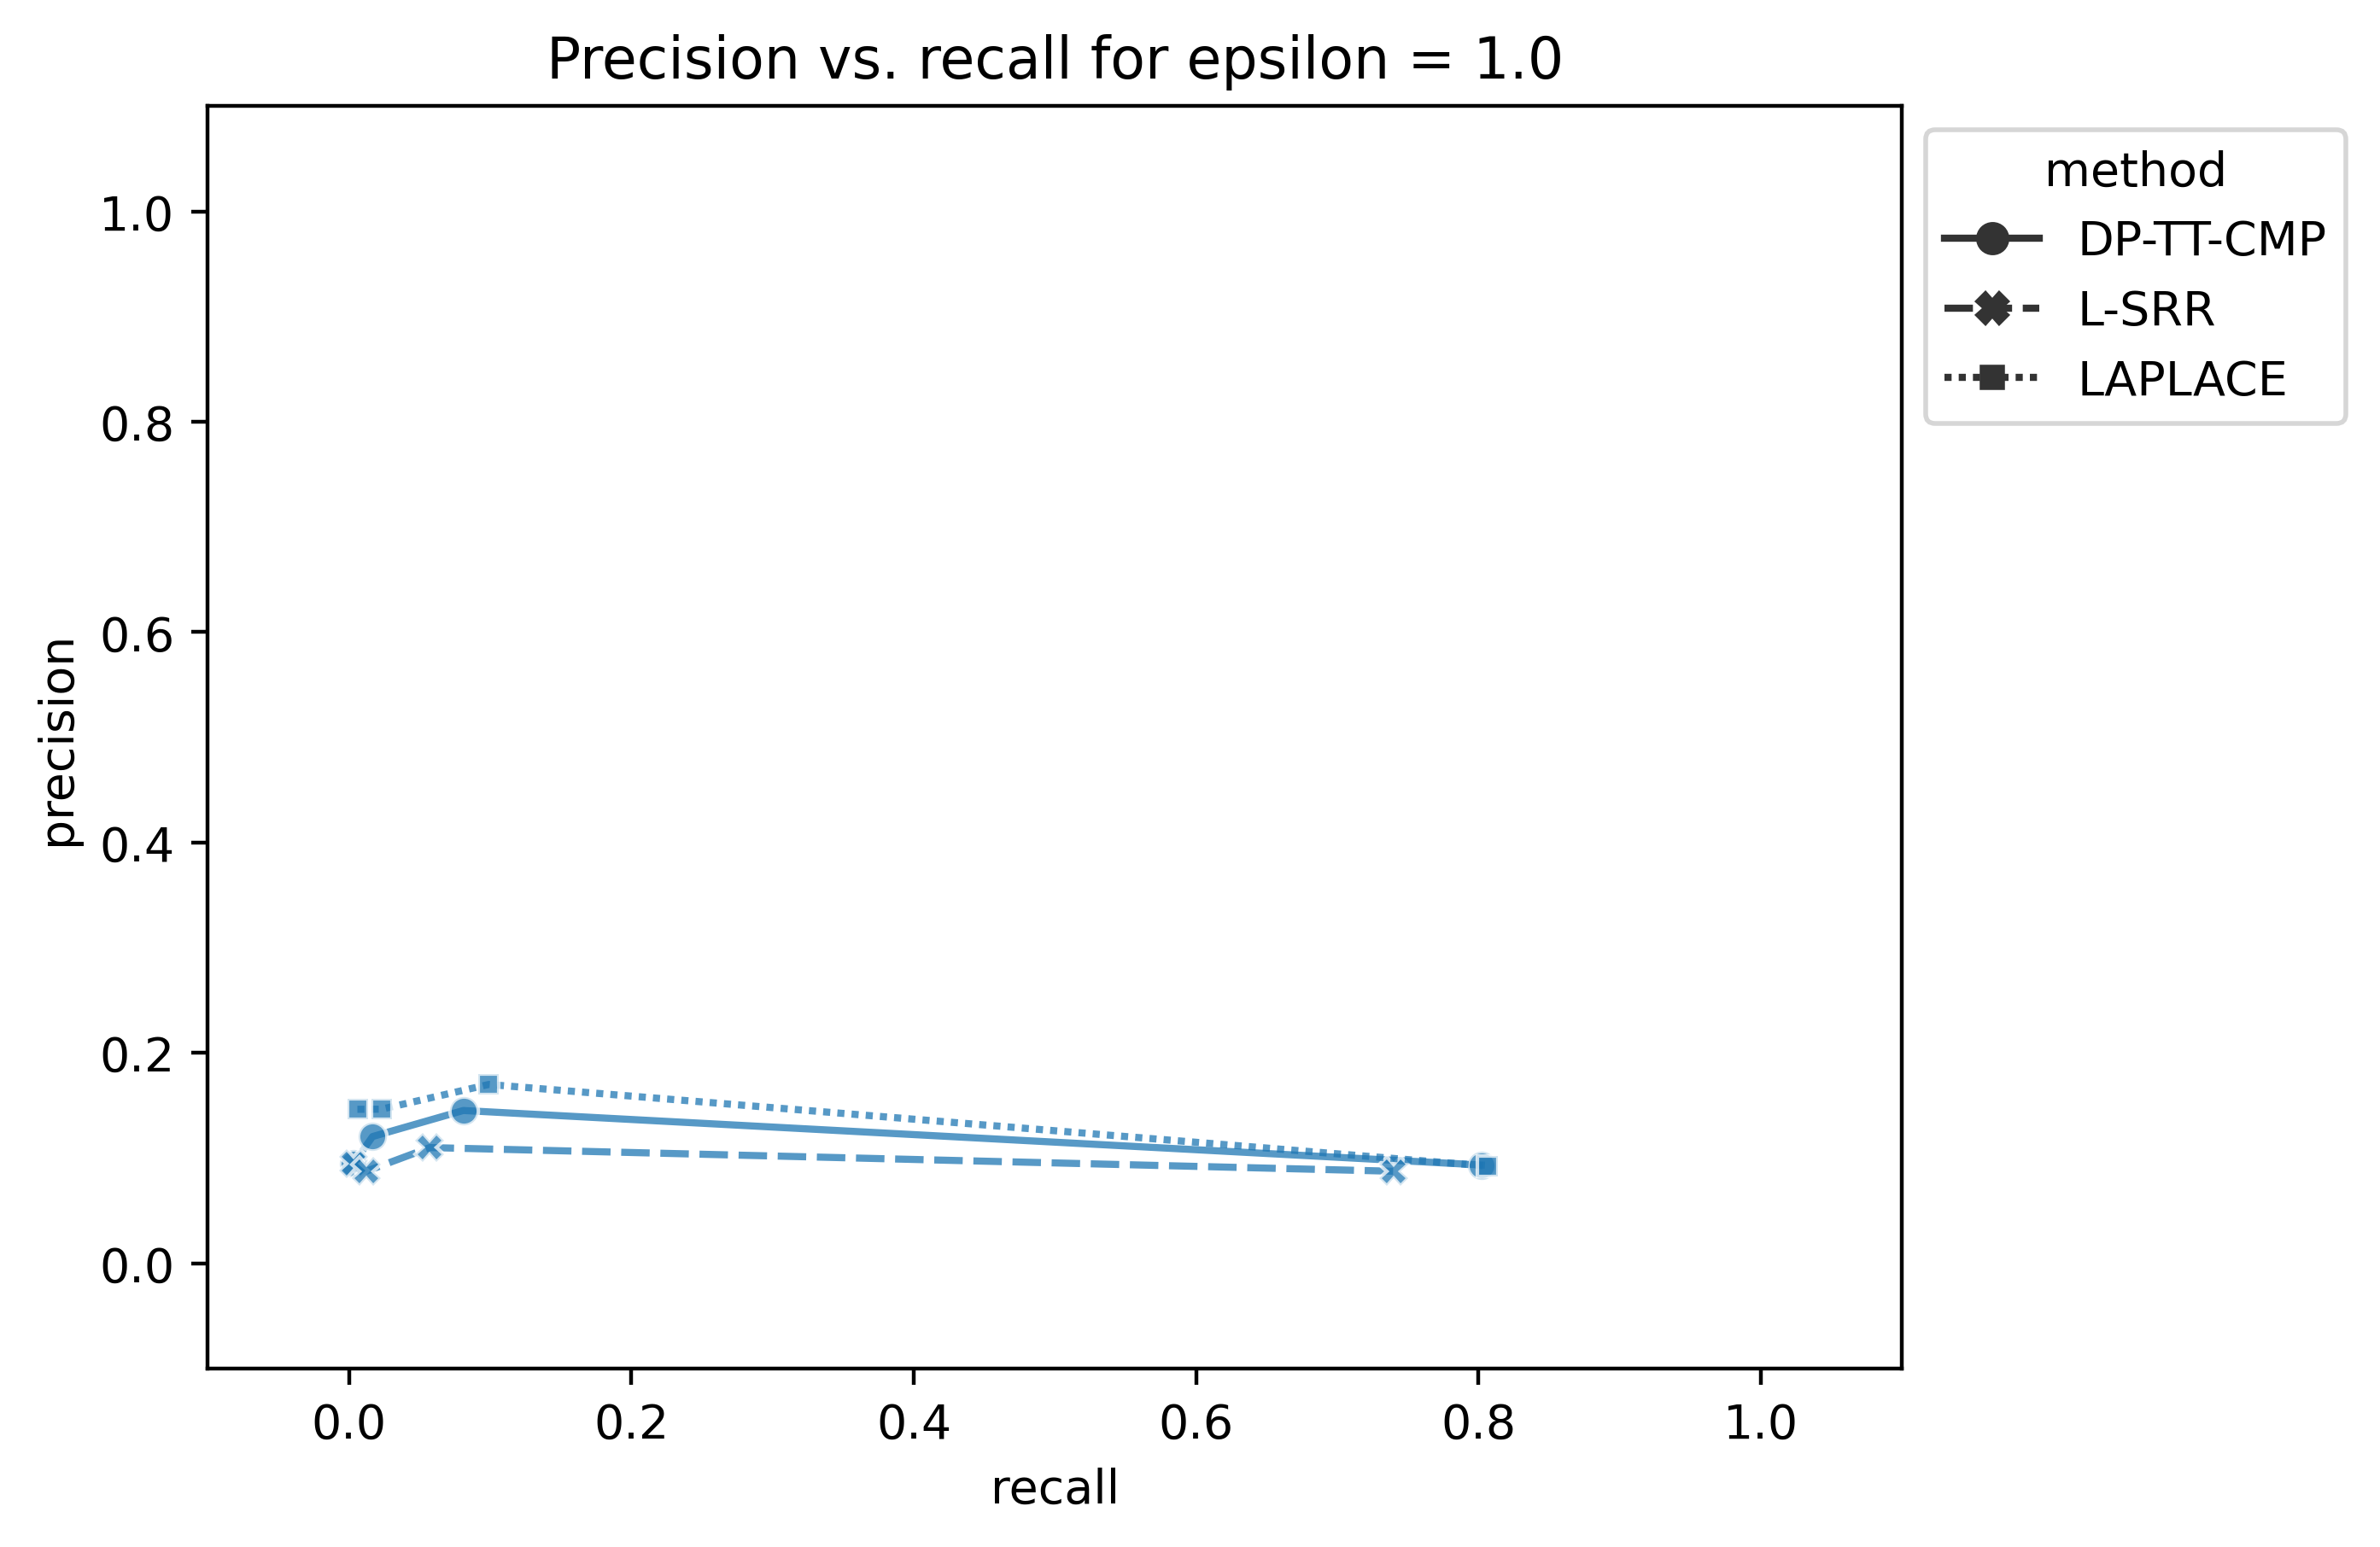 Precision vs. recall for epsilon = 1.0
method
DP-TT-CMP
L-SRR
LAPLACE
precision
1.0
0.8
0.6
0.4
0.2
0.0
0.0 0.2 0.4 0.6 0.8 1.0
recall